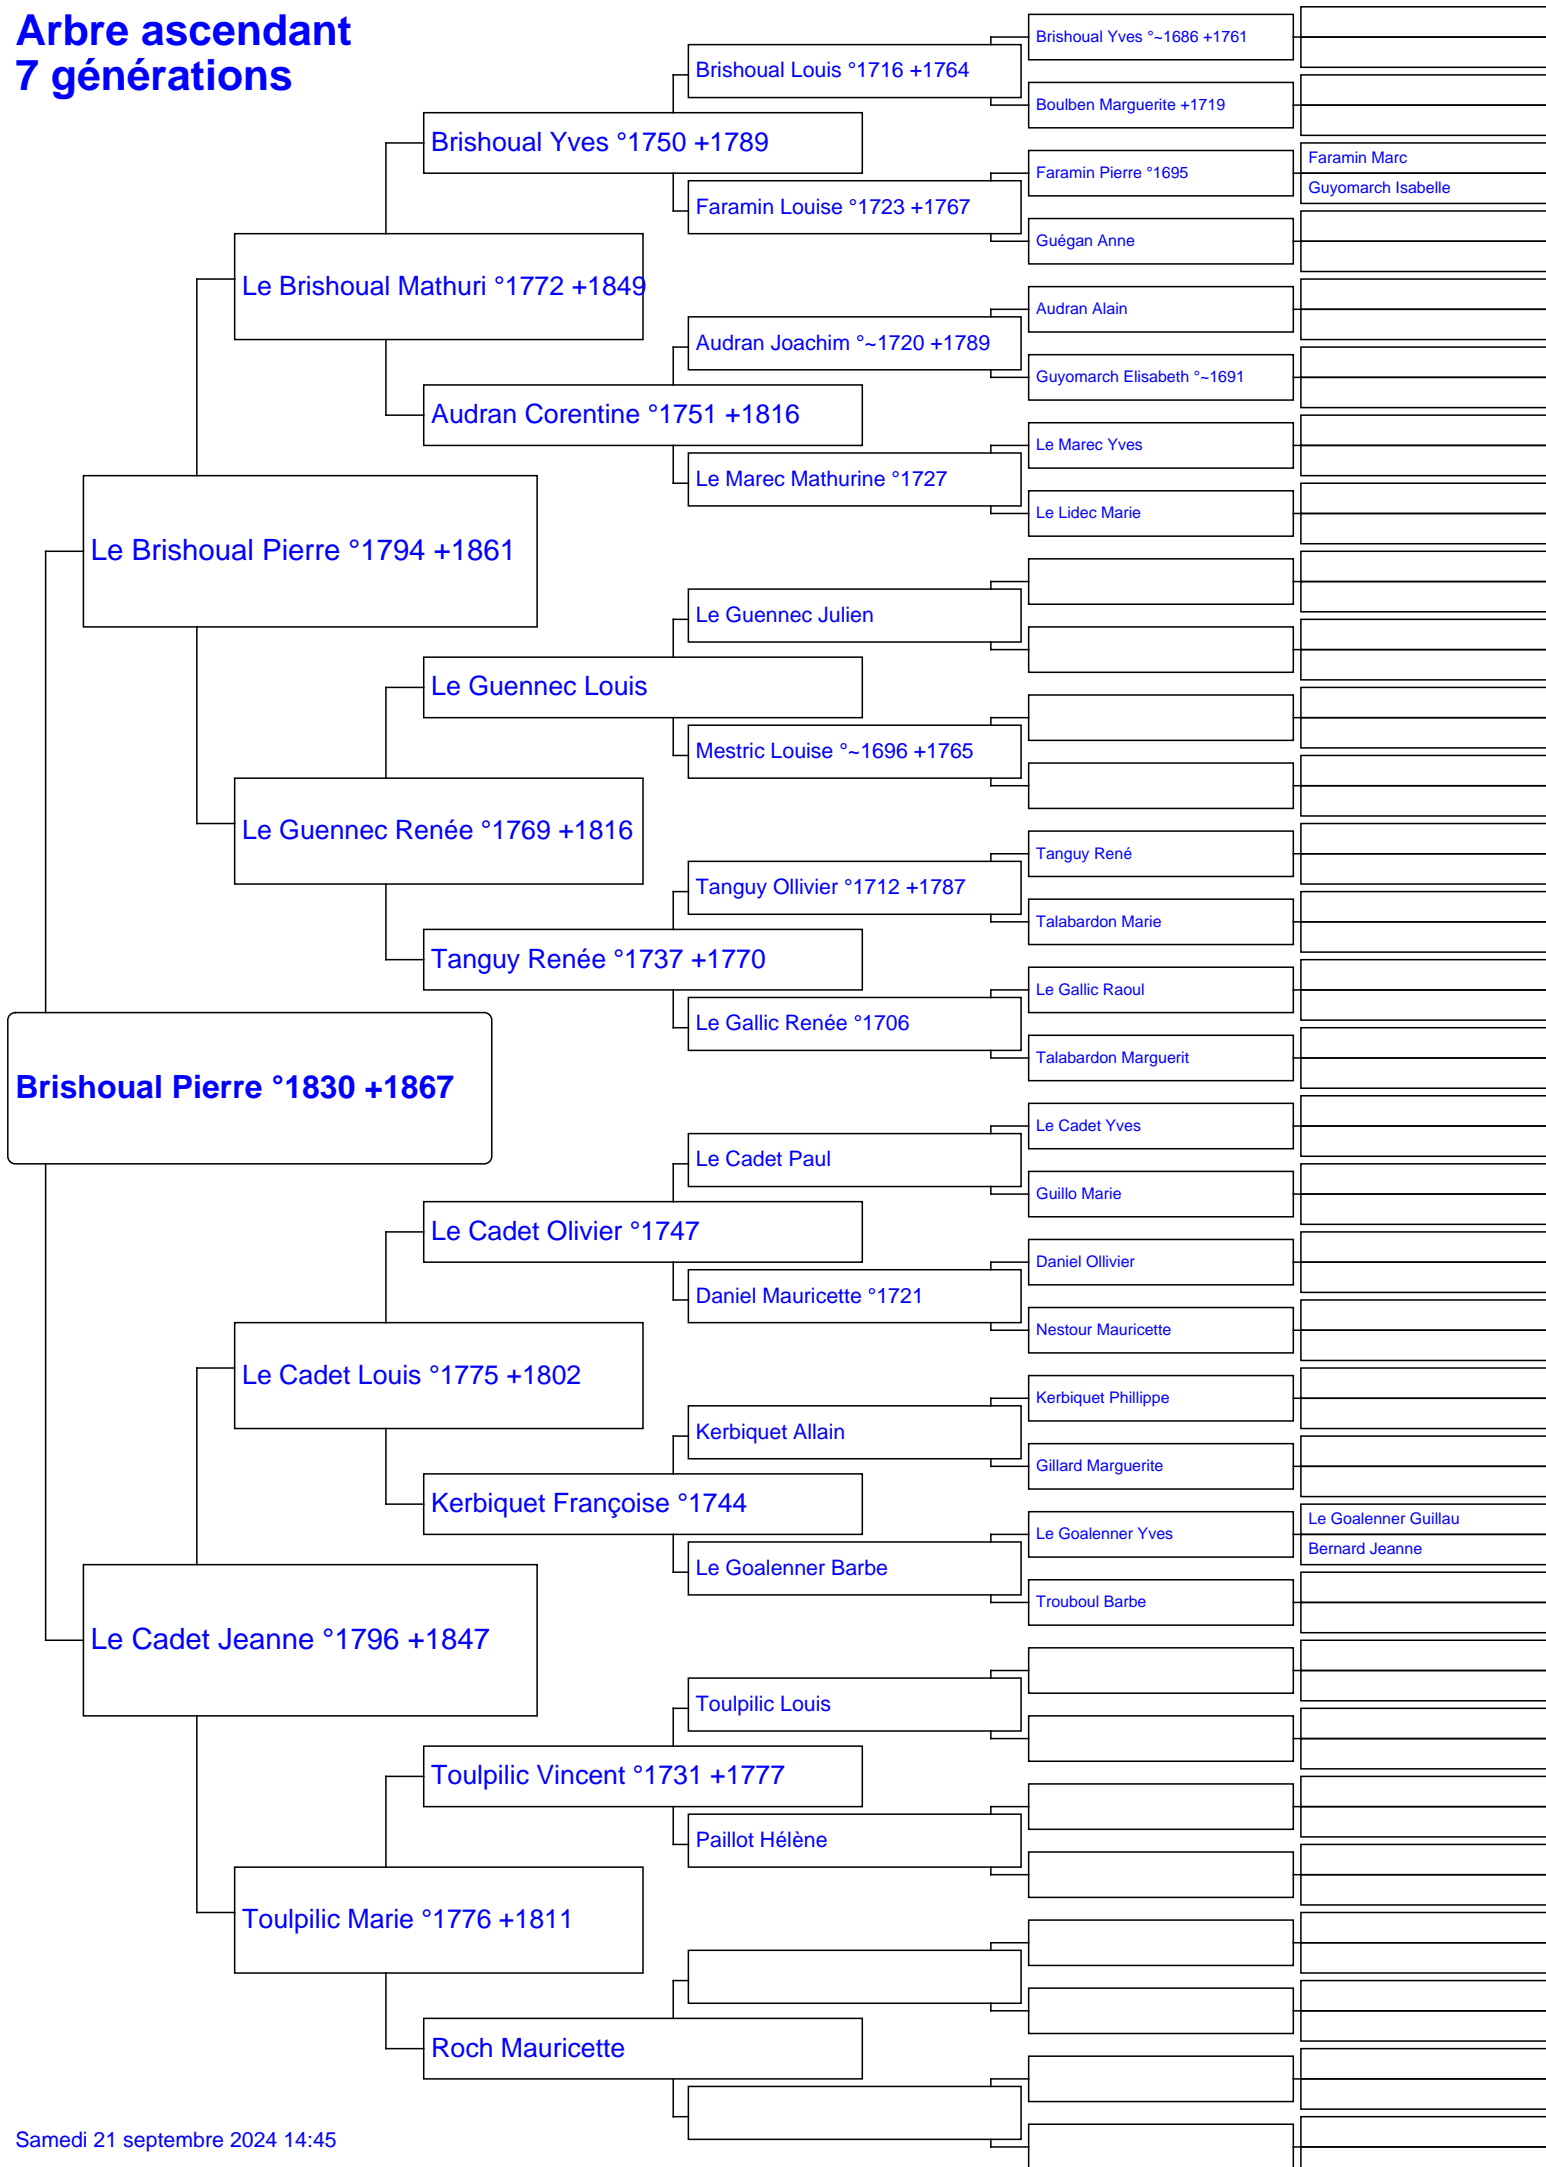 Arbre ascendant
7 générations
Brishoual Yves °~1686 +1761
Brishoual Louis °1716 +1764
Boulben Marguerite +1719
Brishoual Yves °1750 +1789
Faramin Marc
Faramin Pierre °1695
Guyomarch Isabelle
Faramin Louise °1723 +1767
Guégan Anne
Le Brishoual Mathuri °1772 +1849
Audran Alain
Audran Joachim °~1720 +1789
Guyomarch Elisabeth °~1691
Audran Corentine °1751 +1816
Le Marec Yves
Le Marec Mathurine °1727
Le Lidec Marie
Le Brishoual Pierre °1794 +1861
Le Guennec Julien
Le Guennec Louis
Mestric Louise °~1696 +1765
Le Guennec Renée °1769 +1816
Tanguy René
Tanguy Ollivier °1712 +1787
Talabardon Marie
Tanguy Renée °1737 +1770
Le Gallic Raoul
Le Gallic Renée °1706
Talabardon Marguerit
Brishoual Pierre °1830 +1867
Le Cadet Yves
Le Cadet Paul
Guillo Marie
Le Cadet Olivier °1747
Daniel Ollivier
Daniel Mauricette °1721
Nestour Mauricette
Le Cadet Louis °1775 +1802
Kerbiquet Phillippe
Kerbiquet Allain
Gillard Marguerite
Kerbiquet Françoise °1744
Le Goalenner Guillau
Le Goalenner Yves
Bernard Jeanne
Le Goalenner Barbe
Trouboul Barbe
Le Cadet Jeanne °1796 +1847
Toulpilic Louis
Toulpilic Vincent °1731 +1777
Paillot Hélène
Toulpilic Marie °1776 +1811
Roch Mauricette
Samedi 21 septembre 2024 14:45